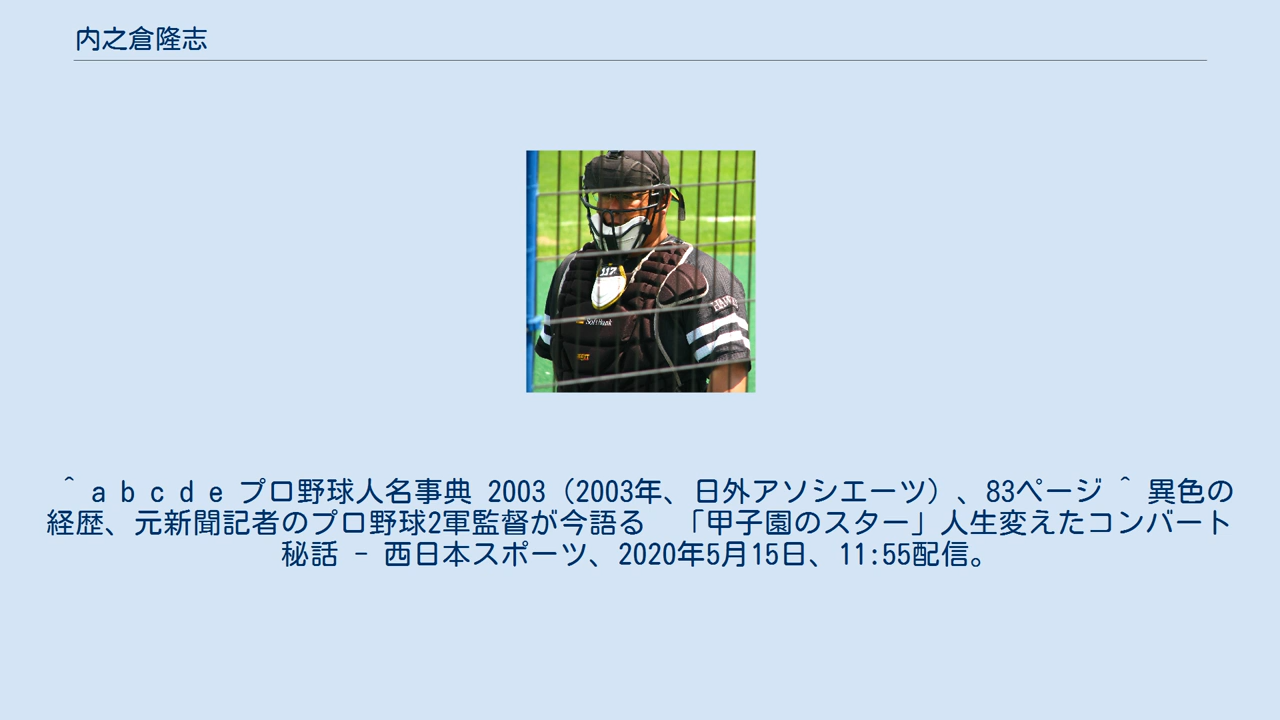 内之倉隆志
117
SoftBank
^ a b c d e プロ野球人名事典 2003（2003年、日外アソシエーツ）、83ページ ^ 異色の
経歴、元新聞記者のプロ野球2軍監督が今語る　「甲子園のスター」人生変えたコンバート
秘話 - 西日本スポーツ、2020年5月15日、11:55配信。